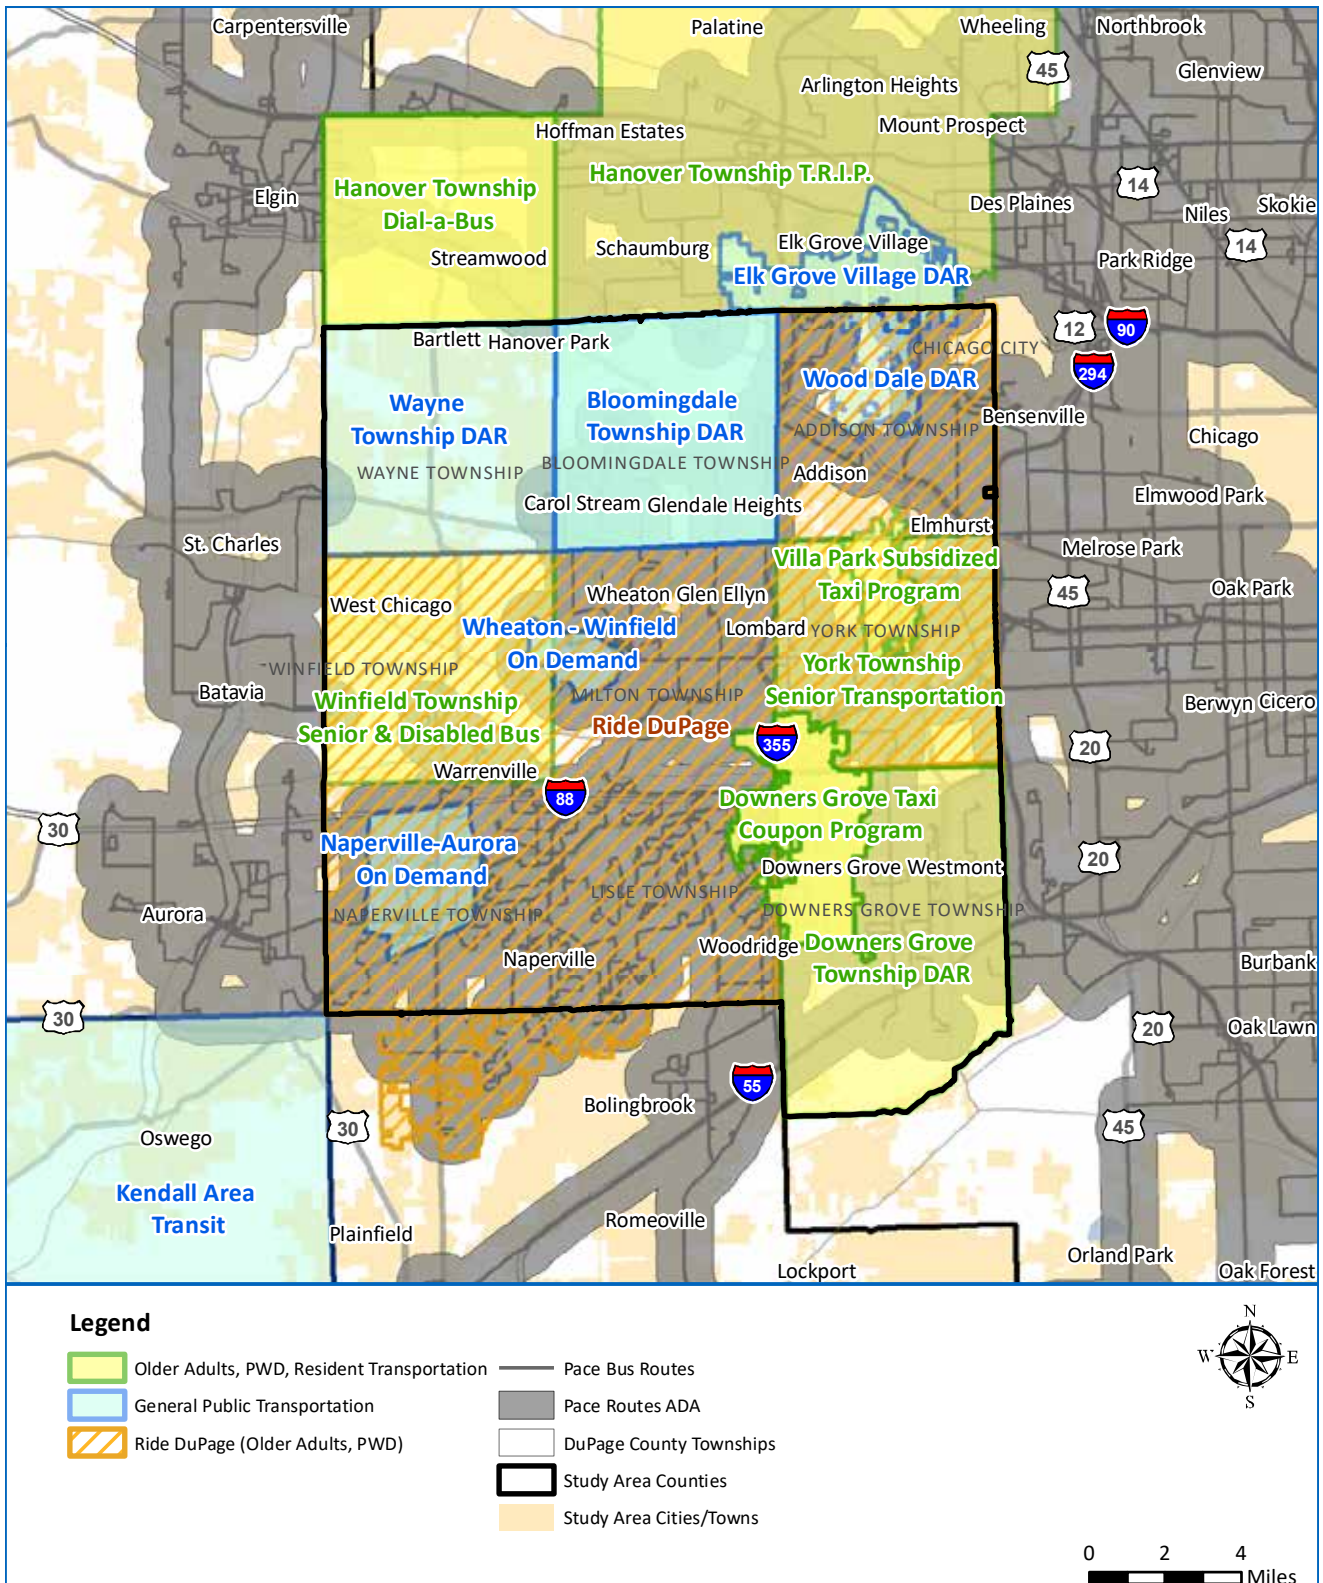 Carpentersville
Palatine
Wheeling
Northbrook
45
Glenview
Arlington Heights
Hoffman Estates
Mount Prospect
Hanover Township
Dial-a-Bus
Hanover Township T.R.I.P.
14
Elgin
Des Plaines
Niles
Skokie
Streamwood
Schaumburg
Elk Grove Village
14
Park Ridge
Elk Grove Village DAR
Bartlett
Hanover Park
12
90
CHICAGO CITY
294
Wayne
Township DAR
Bloomingdale
Township DAR
Wood Dale DAR
Bensenville
ADDISON TOWNSHIP
Chicago
WAYNE TOWNSHIP
BLOOMINGDALE TOWNSHIP
Addison
Carol Stream
Glendale Heights
Elmwood Park
Elmhurst
St. Charles
Melrose Park
Villa Park Subsidized
Taxi Program
45
Oak Park
West Chicago
Wheaton
Glen Ellyn
Wheaton - Winfield
On Demand
Lombard
YORK TOWNSHIP
WINFIELD TOWNSHIP
York Township
Senior Transportation
Batavia
MILTON TOWNSHIP
Berwyn
Cicero
Winfield Township
Senior & Disabled Bus
Ride DuPage
355
20
Warrenville
88
Downers Grove Taxi
Coupon Program
30
Naperville-Aurora
On Demand
20
Downers Grove
Westmont
LISLE TOWNSHIP
Aurora
NAPERVILLE TOWNSHIP
DOWNERS GROVE TOWNSHIP
Woodridge
Downers Grove
Township DAR
Naperville
Burbank
30
20
Oak Lawn
55
Bolingbrook
30
45
Oswego
Kendall Area
Transit
Plainfield
Romeoville
Orland Park
Lockport
Oak Forest
Legend
Older Adults, PWD, Resident Transportation
General Public Transportation
Ride DuPage (Older Adults, PWD)
Pace Bus Routes
Pace Routes ADA
DuPage County Townships
Study Area Counties
Study Area Cities/Towns
N
W
E
S
0 2 4
Miles